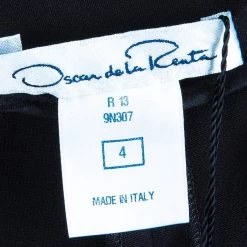 Oscar de la Renta
R 13
9N307
4
MADE IN ITALY